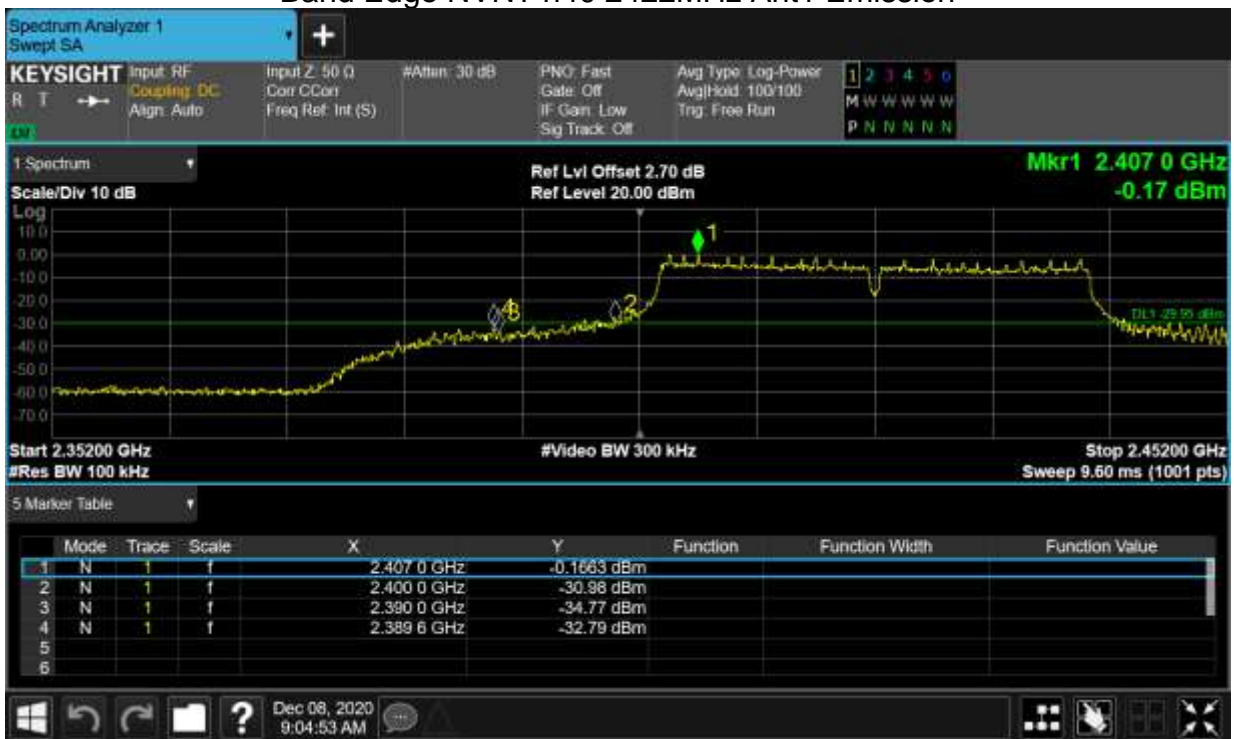 Spectrum Analyzer 1
Swept SA
+
KEYSIGHT
R T
Input: RF
Coupling: DC
Align: Auto
Input Z: 50 Ω
Corr CCorr
Freq Ref: Int (S)
#Atten: 30 dB
PNO: Fast
Gate: Off
IF Gain: Low
Sig Track: Off
Avg Type: Log-Power
Avg|Hold: 100/100
Trig: Free Run
1 2 3 4 5 6
M W W W W W
P N N N N N
1 Spectrum
Scale/Div 10 dB
Ref Lvl Offset 2.70 dB
Ref Level 20.00 dBm
Mkr1 2.407 0 GHz
-0.17 dBm
Log
10.0
0.00
-10.0
-20.0
-30.0
-40.0
-50.0
-60.0
-70.0
1
2
DL1 -29.95 dBm
Start 2.35200 GHz
#Res BW 100 kHz
#Video BW 300 kHz
Stop 2.45200 GHz
Sweep 9.60 ms (1001 pts)
5 Marker Table
Mode Trace Scale X Y Function Function Width Function Value
1 N 1 f 2.407 0 GHz -0.1663 dBm
2 N 1 f 2.400 0 GHz -30.98 dBm
3 N 1 f 2.390 0 GHz -34.77 dBm
4 N 1 f 2.389 6 GHz -32.79 dBm
5
6
?
Dec 08, 2020
9:04:53 AM